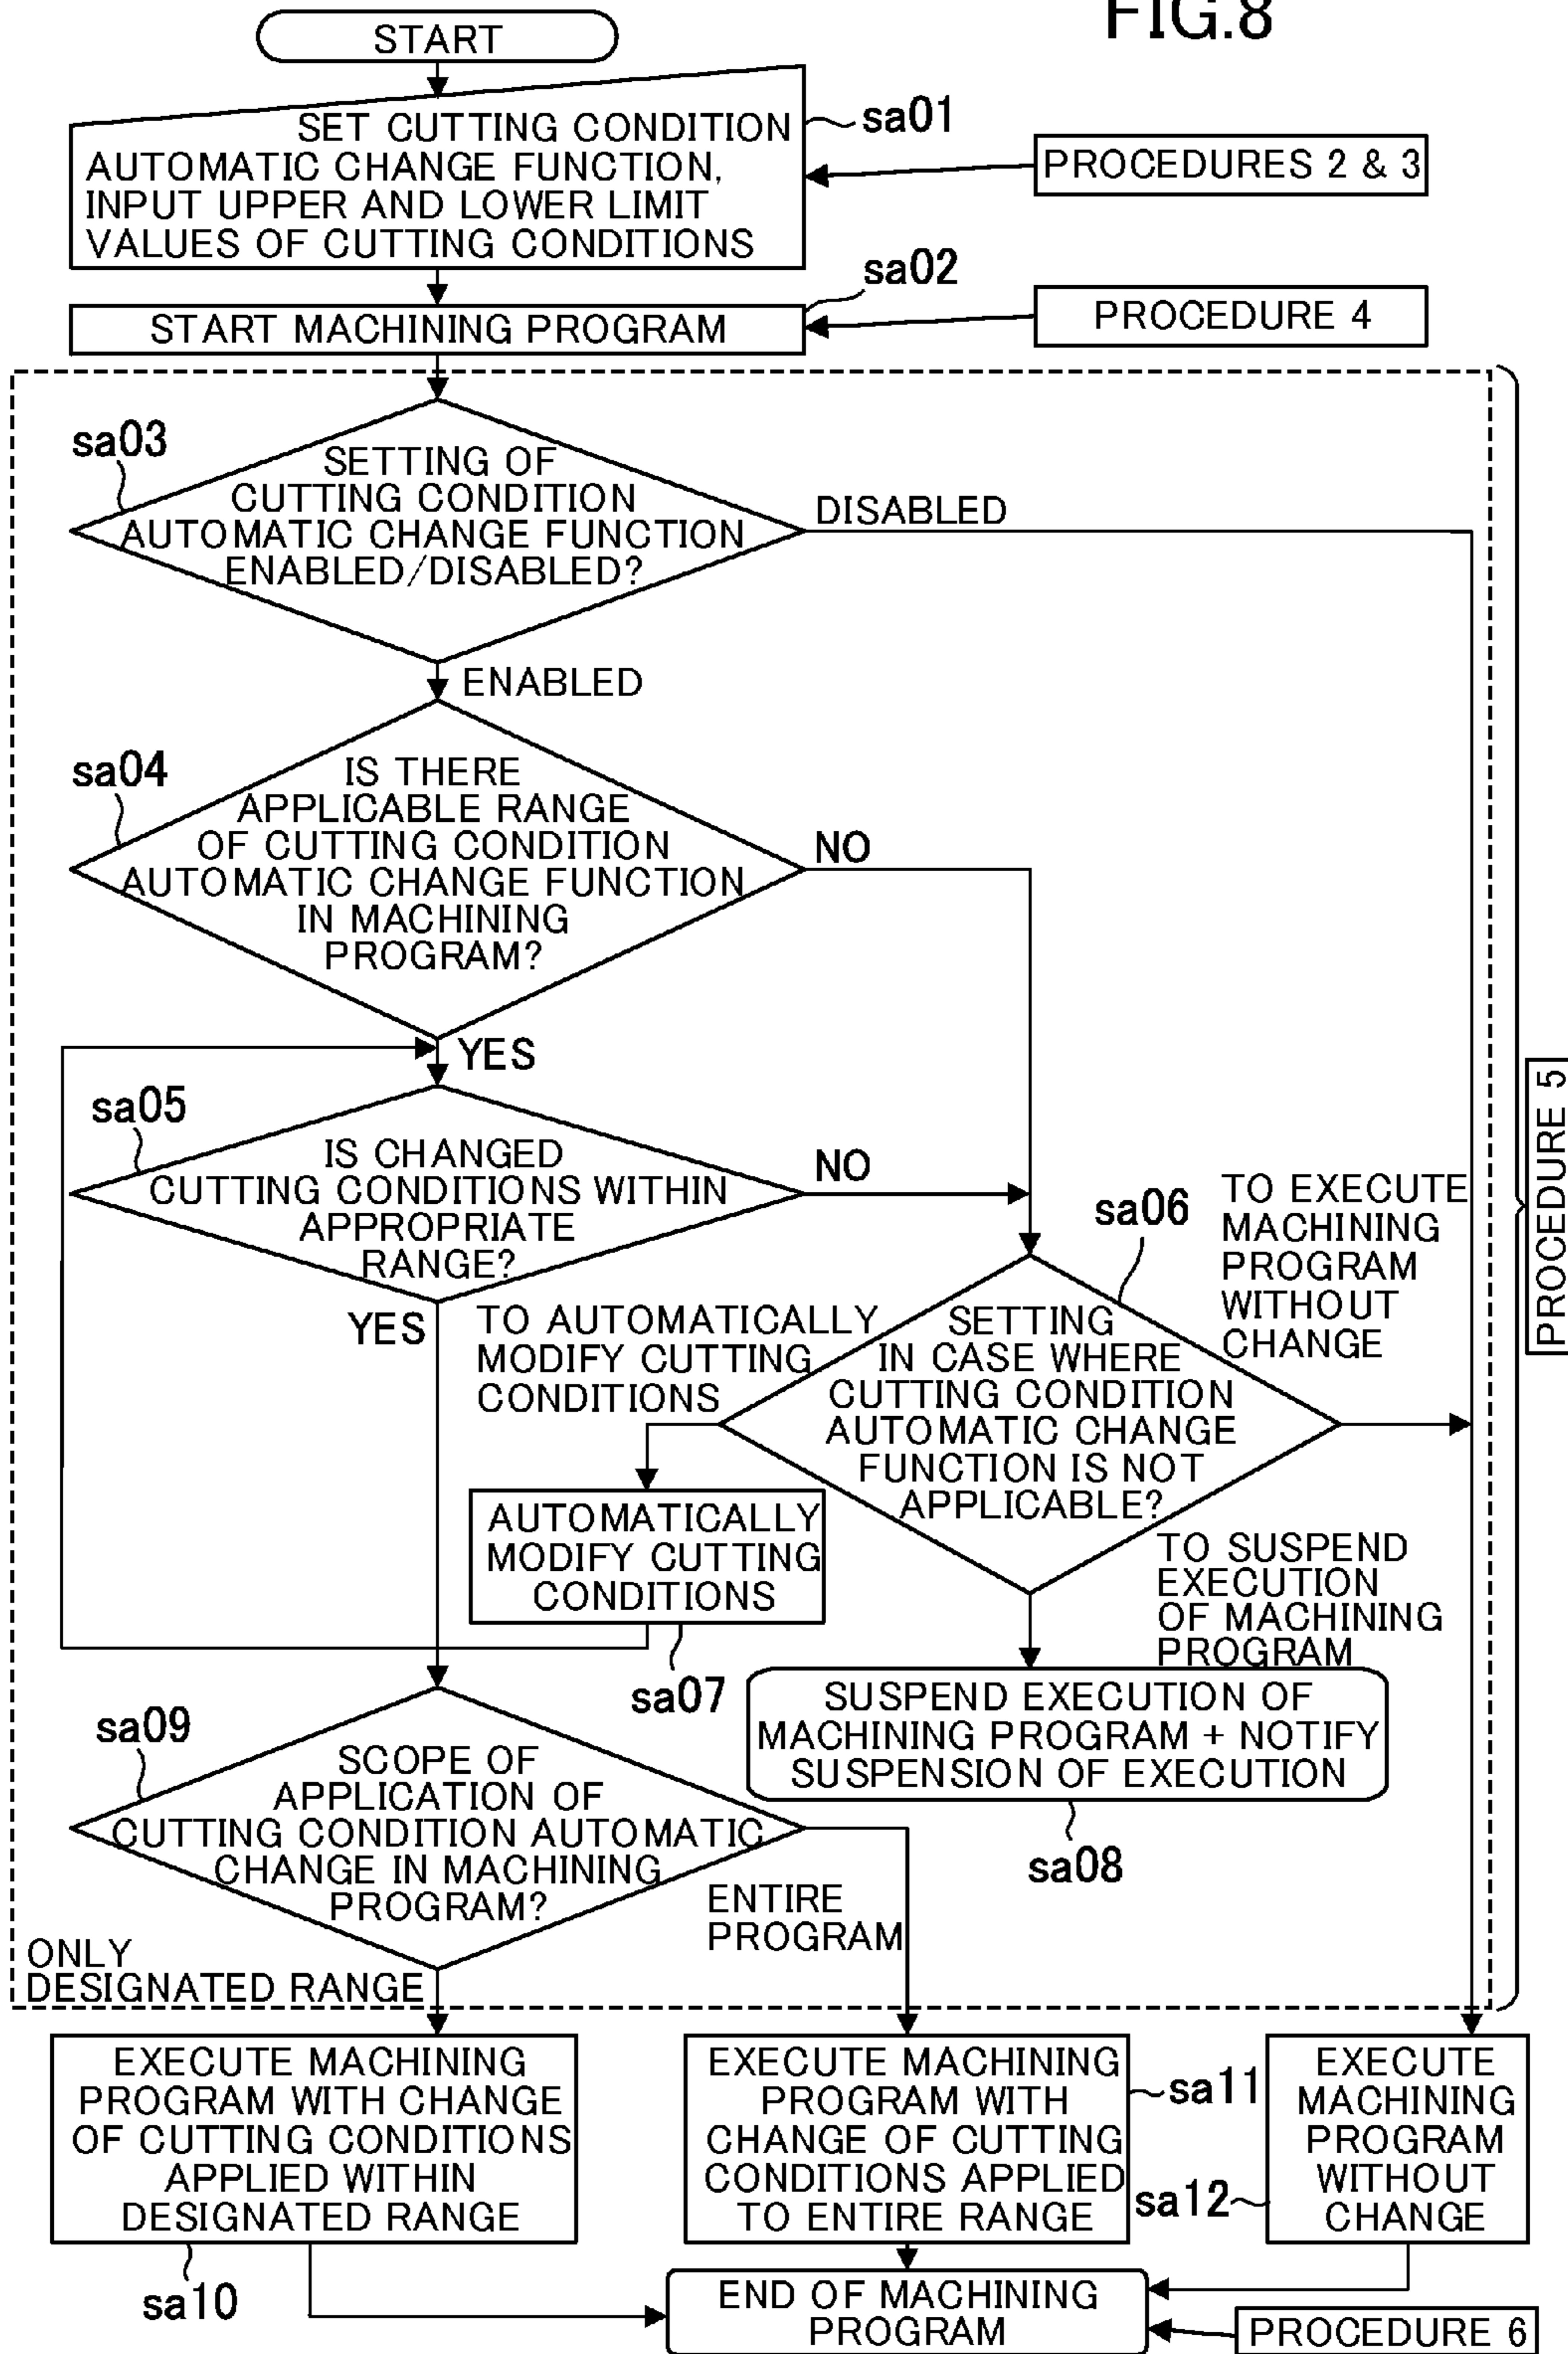 FIG.8
START
SET CUTTING CONDITION
AUTOMATIC CHANGE FUNCTION,
INPUT UPPER AND LOWER LIMIT
VALUES OF CUTTING CONDITIONS
sa01
PROCEDURES 2 & 3
START MACHINING PROGRAM
sa02
PROCEDURE 4
sa03
SETTING OF
CUTTING CONDITION
AUTOMATIC CHANGE FUNCTION
ENABLED/DISABLED?
DISABLED
ENABLED
sa04
IS THERE
APPLICABLE RANGE
OF CUTTING CONDITION
AUTOMATIC CHANGE FUNCTION
IN MACHINING
PROGRAM?
NO
YES
sa05
IS CHANGED
CUTTING CONDITIONS WITHIN
APPROPRIATE
RANGE?
NO
YES
sa06
SETTING
IN CASE WHERE
CUTTING CONDITION
AUTOMATIC CHANGE
FUNCTION IS NOT
APPLICABLE?
TO EXECUTE
MACHINING
PROGRAM
WITHOUT
CHANGE
PROCEDURE 5
TO AUTOMATICALLY
MODIFY CUTTING
CONDITIONS
AUTOMATICALLY
MODIFY CUTTING
CONDITIONS
sa07
TO SUSPEND
EXECUTION
OF MACHINING
PROGRAM
SUSPEND EXECUTION OF
MACHINING PROGRAM + NOTIFY
SUSPENSION OF EXECUTION
sa08
sa09
SCOPE OF
APPLICATION OF
CUTTING CONDITION AUTOMATIC
CHANGE IN MACHINING
PROGRAM?
ENTIRE
PROGRAM
ONLY
DESIGNATED RANGE
EXECUTE MACHINING
PROGRAM WITH CHANGE
OF CUTTING CONDITIONS
APPLIED WITHIN
DESIGNATED RANGE
sa10
EXECUTE MACHINING
PROGRAM WITH
CHANGE OF CUTTING
CONDITIONS APPLIED
TO ENTIRE RANGE
sa11
EXECUTE
MACHINING
PROGRAM
WITHOUT
CHANGE
sa12
END OF MACHINING
PROGRAM
PROCEDURE 6